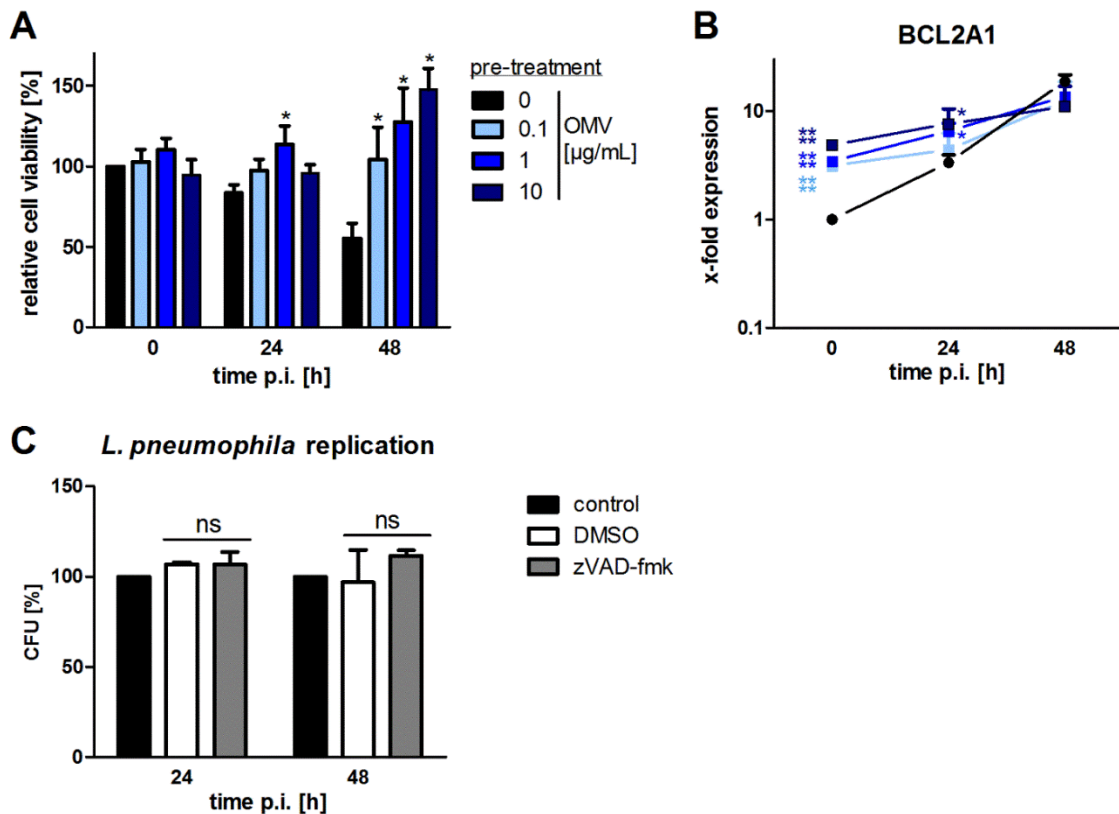 A
relative cell viability [%]
150
100
50
0
*
*
*
*
0
24
48
time p.i. [h]
pre-treatment
0
0.1
1
10
OMV
[µg/mL]
B
BCL2A1
x-fold expression
10
1
0.1
**
**
**
**
**
**
*
*
0
24
48
time p.i. [h]
C
L. pneumophila replication
CFU [%]
150
100
50
0
ns
ns
24
48
time p.i. [h]
control
DMSO
zVAD-fmk